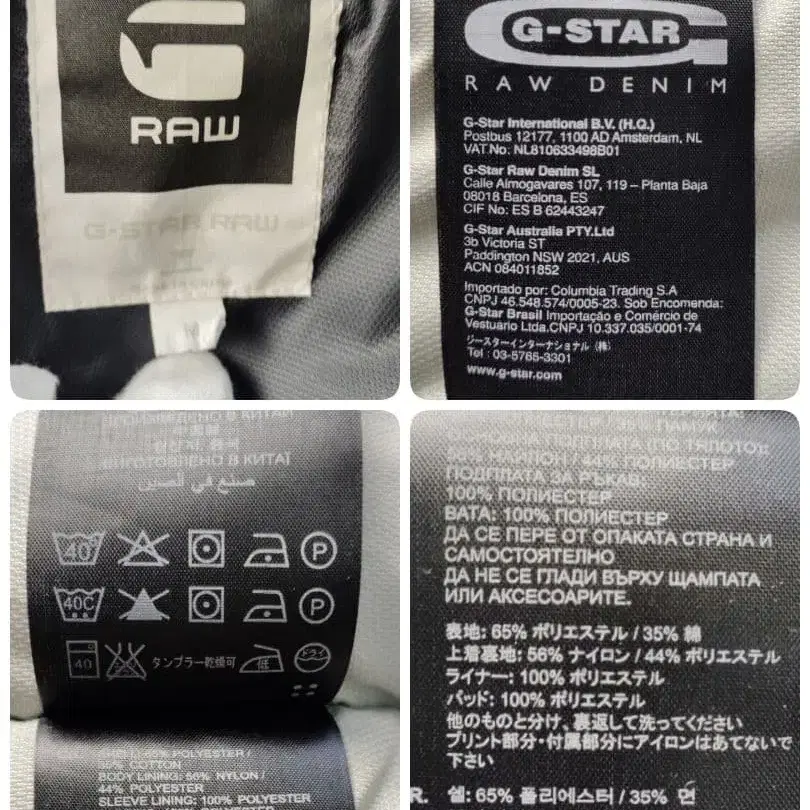 RAW
G-STAR RAW
M
G-STAR
RAW DENIM
G-Star International B.V. (H.Q.)
Postbus 12177, 1100 AD Amsterdam, NL
VAT No: NL810633498B01
G-Star Raw Denim SL
Calle Almogavares 107, 119 – Planta Baja
08018 Barcelona, ES
CIF No: ES B 62443247
G-Star Australia PTY.Ltd
3b Victoria ST
Paddington NSW 2021, AUS
ACN 084011852
Importado por: Columbia Trading S.A
CNPJ 46.548.574/0005-23. Sob Encomenda:
G-Star Brasil Importação e Comércio de
Vestuário Ltda.CNPJ 10.337.035/0001-74
ジースターインターナショナル (株)
Tel : 03-5765-3301
www.g-star.com
ПРОИЗВЕДЕНО В КИТАЙ
ВИГОТОВЛЕНО В КИТАЇ
صنع في الصين
40
P
40C
P
40
タンブラー乾燥可
低
ドライ
35% COTTON
BODY LINING: 56% NYLON /
44% POLYESTER
SLEEVE LINING: 100% POLYESTER
35% ПАМУК
ОСНОВНА ПОДПЛАТА (ПО ТЯЛОТО):
56% НАЙЛОН / 44% ПОЛИЕСТЕР
ПОДПЛАТА ЗА РЪКАВ:
100% ПОЛИЕСТЕР
ВАТА: 100% ПОЛИЕСТЕР
ДА СЕ ПЕРЕ ОТ ОПАКАТА СТРАНА И
САМОСТОЯТЕЛНО
ДА НЕ СЕ ГЛАДИ ВЪРХУ ЩАМПАТА
ИЛИ АКСЕСОАРИТЕ.
表地: 65% ポリエステル / 35% 綿
上着裏地: 56% ナイロン / 44% ポリエステル
ライナー: 100% ポリエステル
パッド: 100% ポリエステル
他のものと分け、裏返して洗ってください
プリント部分・付属部分にアイロンはあてないで
下さい
R. 쉘: 65% 폴리에스터 / 35% 면